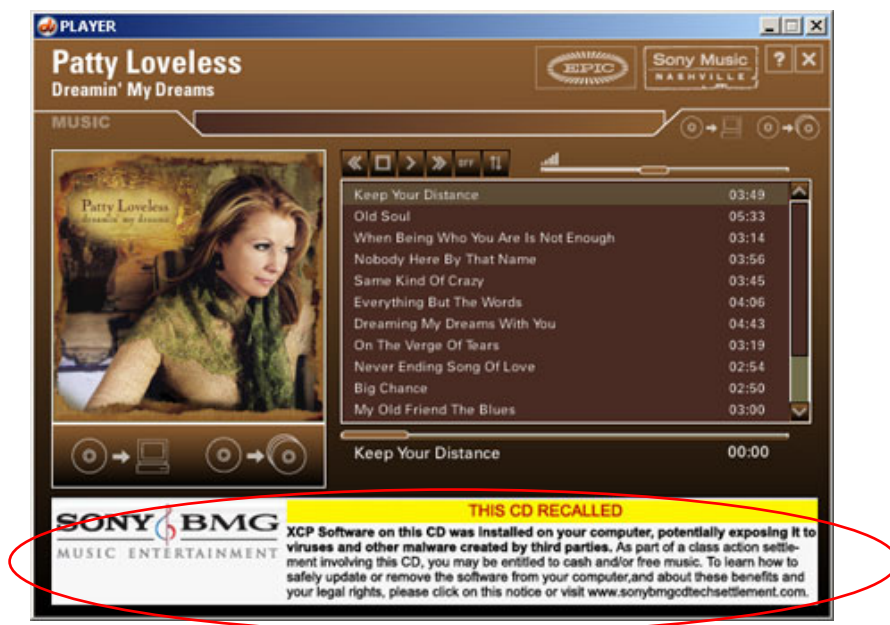 PLAYER
Patty Loveless
Dreamin' My Dreams
EPIC
Sony Music
NASHVILLE
?
MUSIC
OFF
Patty Loveless
dreamin' my dreams
Keep Your Distance 03:49
Old Soul 05:33
When Being Who You Are Is Not Enough 03:14
Nobody Here By That Name 03:56
Same Kind Of Crazy 03:45
Everything But The Words 04:06
Dreaming My Dreams With You 04:43
On The Verge Of Tears 03:19
Never Ending Song Of Love 02:54
Big Chance 02:50
My Old Friend The Blues 03:00
Keep Your Distance 00:00
SONY BMG
MUSIC ENTERTAINMENT
THIS CD RECALLED
XCP Software on this CD was installed on your computer, potentially exposing it to
viruses and other malware created by third parties. As part of a class action settle-
ment involving this CD, you may be entitled to cash and/or free music. To learn how to
safely update or remove the software from your computer,and about these benefits and
your legal rights, please click on this notice or visit www.sonybmgcdtechsettlement.com.